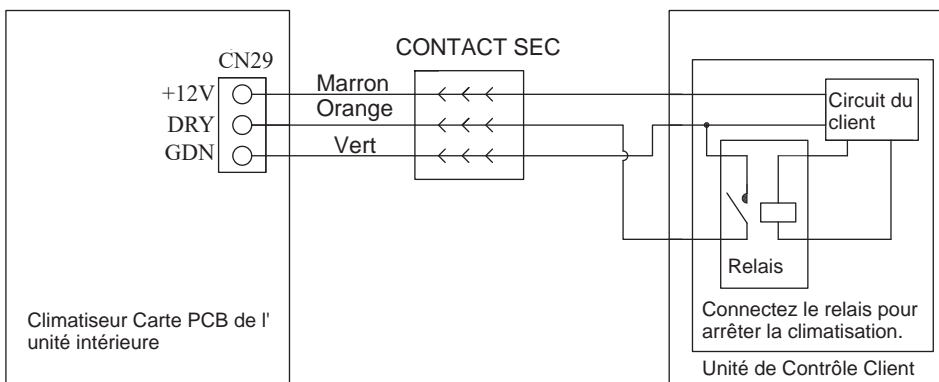 CONTACT SEC
CN29
+12V
DRY
GDN
Marron
Orange
Vert
Circuit du
client
Relais
Connectez le relais pour
arrêter la climatisation.
Unité de Contrôle Client
Climatiseur Carte PCB de l'
unité intérieure